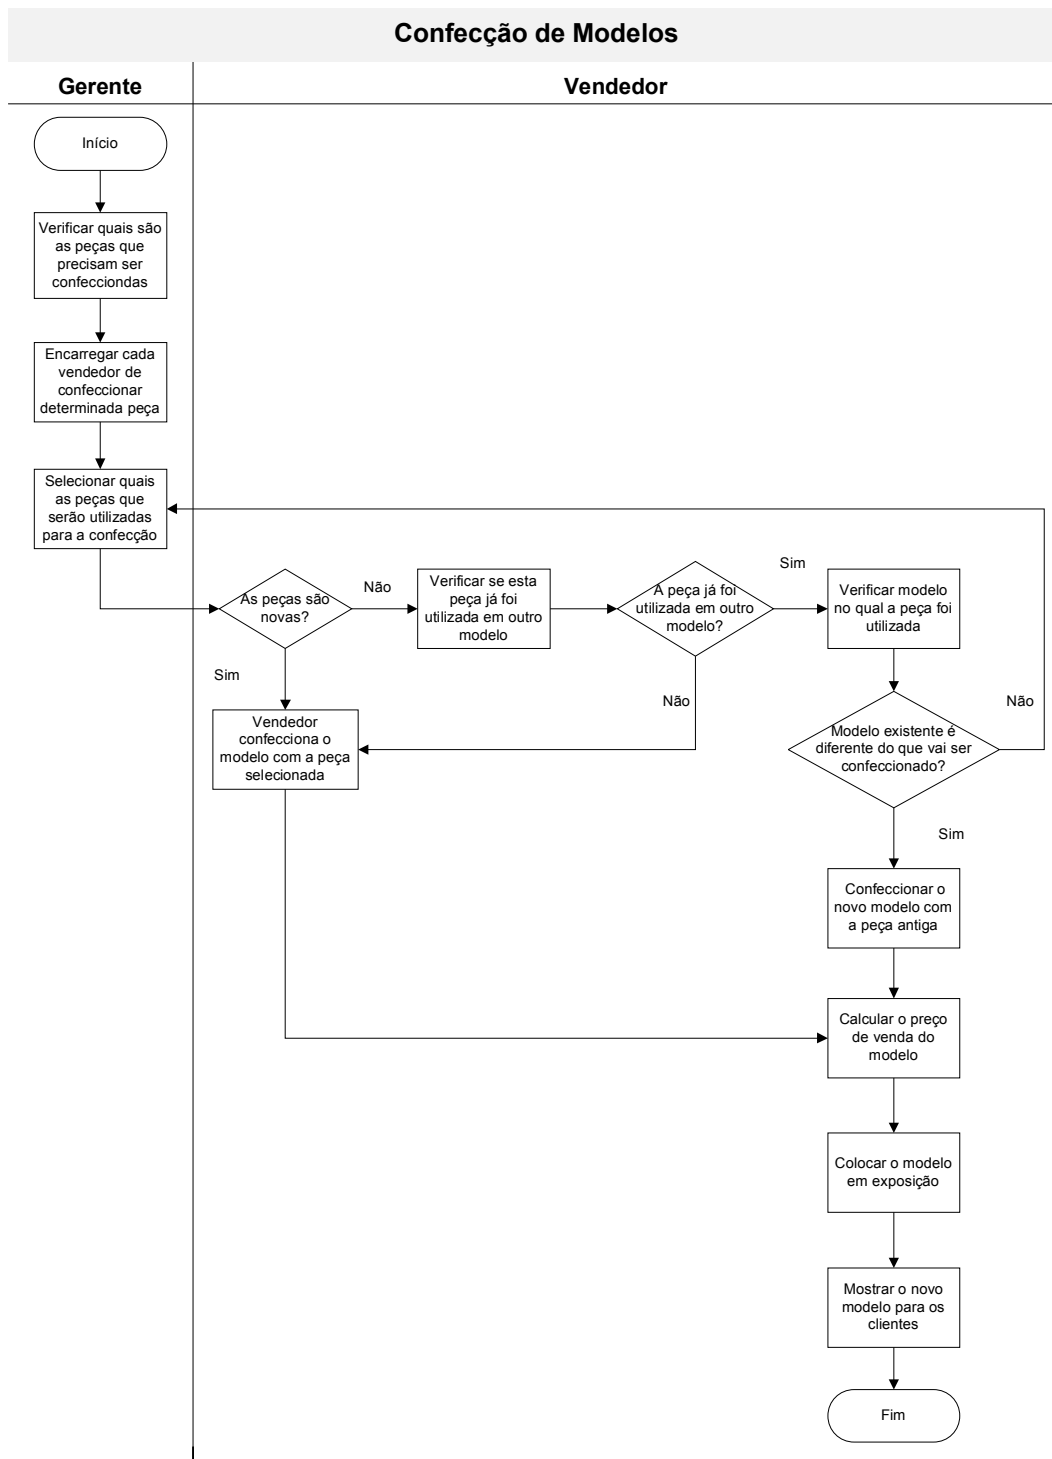 Confecção de Modelos
Gerente
Vendedor
Início
Verificar quais são
as peças que
precisam ser
confecciondas
Encarregar cada
vendedor de
confeccionar
determinada peça
Selecionar quais
as peças que
serão utilizadas
para a confecção
As peças são
novas?
Não
Verificar se esta
peça já foi
utilizada em outro
modelo
A peça já foi
utilizada em outro
modelo?
Sim
Verificar modelo
no qual a peça foi
utilizada
Sim
Não
Não
Vendedor
confecciona o
modelo com a peça
selecionada
Modelo existente é
diferente do que vai ser
confeccionado?
Sim
Confeccionar o
novo modelo com
a peça antiga
Calcular o preço
de venda do
modelo
Colocar o modelo
em exposição
Mostrar o novo
modelo para os
clientes
Fim